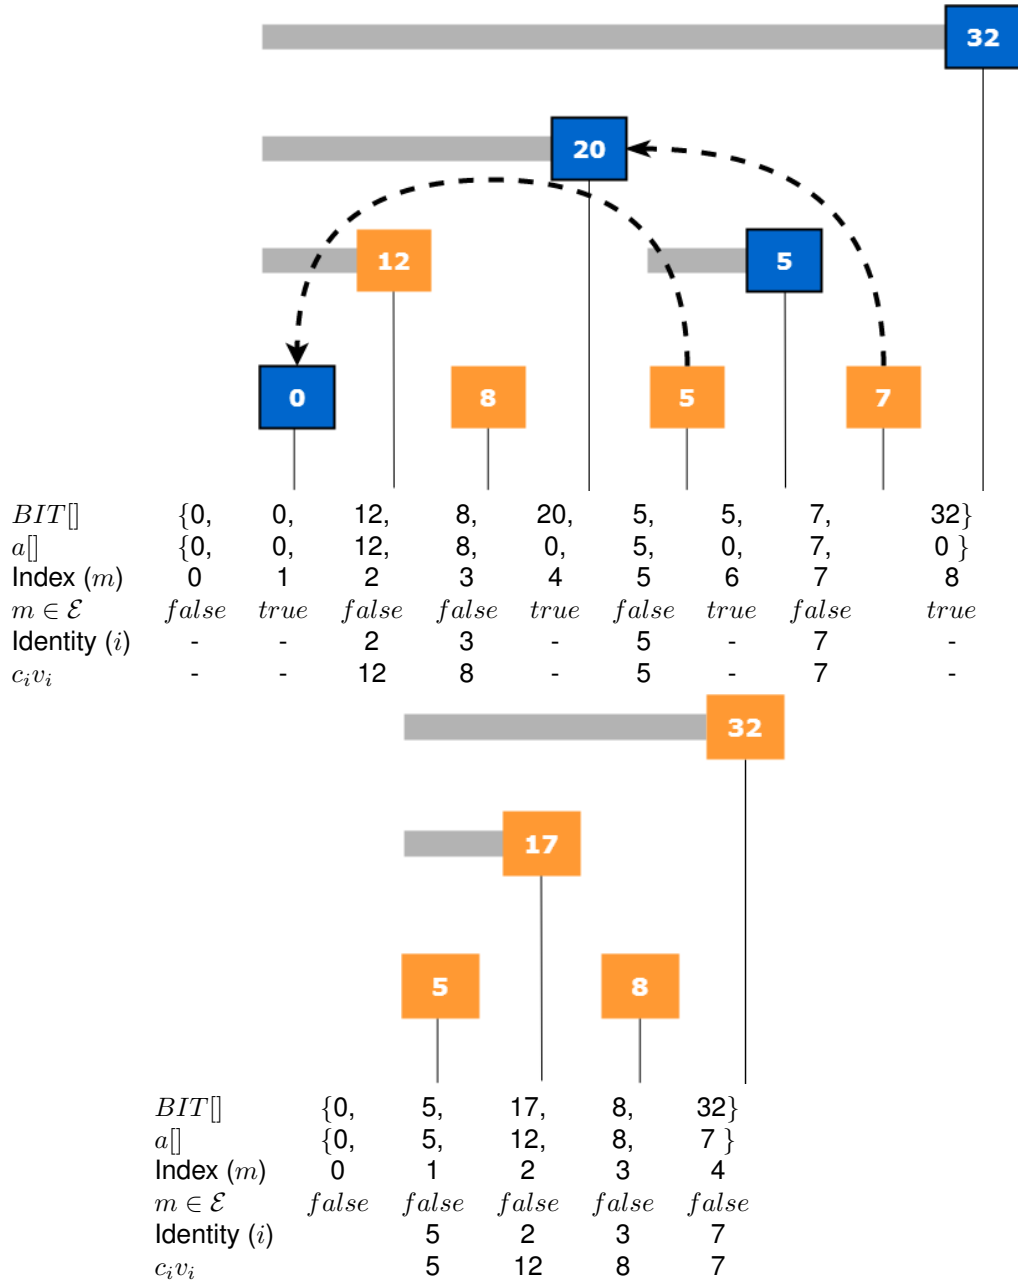 32
20
12 5
0 8 5 7
BIT[] {0, 0, 12, 8, 20, 5, 5, 7, 32}
a[] {0, 0, 12, 8, 0, 5, 0, 7, 0 }
Index (m) 0 1 2 3 4 5 6 7 8
m ∈ ℰ false true false false true false true false true
Identity (i) - - 2 3 - 5 - 7 -
cᵢvᵢ - - 12 8 - 5 - 7 -
32
17
5 8
BIT[] {0, 5, 17, 8, 32}
a[] {0, 5, 12, 8, 7 }
Index (m) 0 1 2 3 4
m ∈ ℰ false false false false false
Identity (i) 5 2 3 7
cᵢvᵢ 5 12 8 7